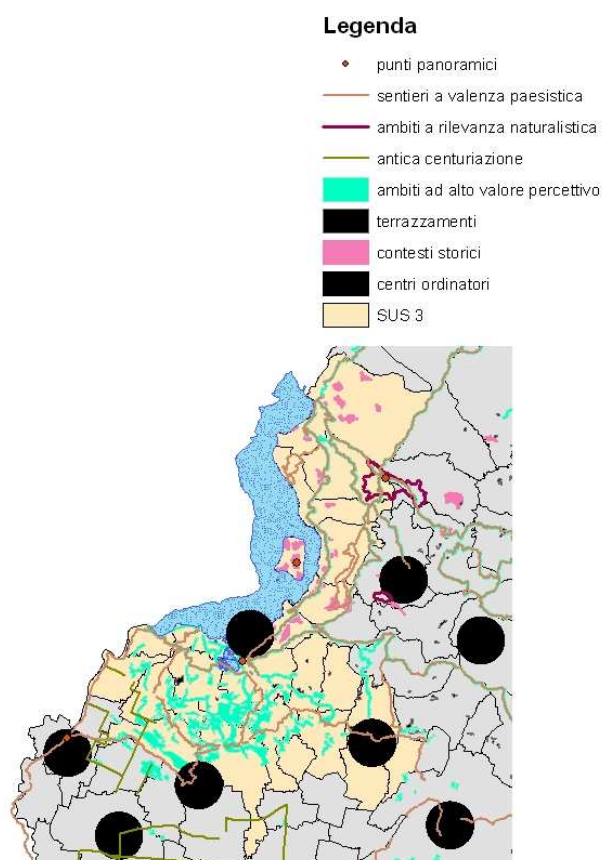 Legenda
punti panoramici
sentieri a valenza paesistica
ambiti a rilevanza naturalistica
antica centuriazione
ambiti ad alto valore percettivo
terrazzamenti
contesti storici
centri ordinatori
SUS 3